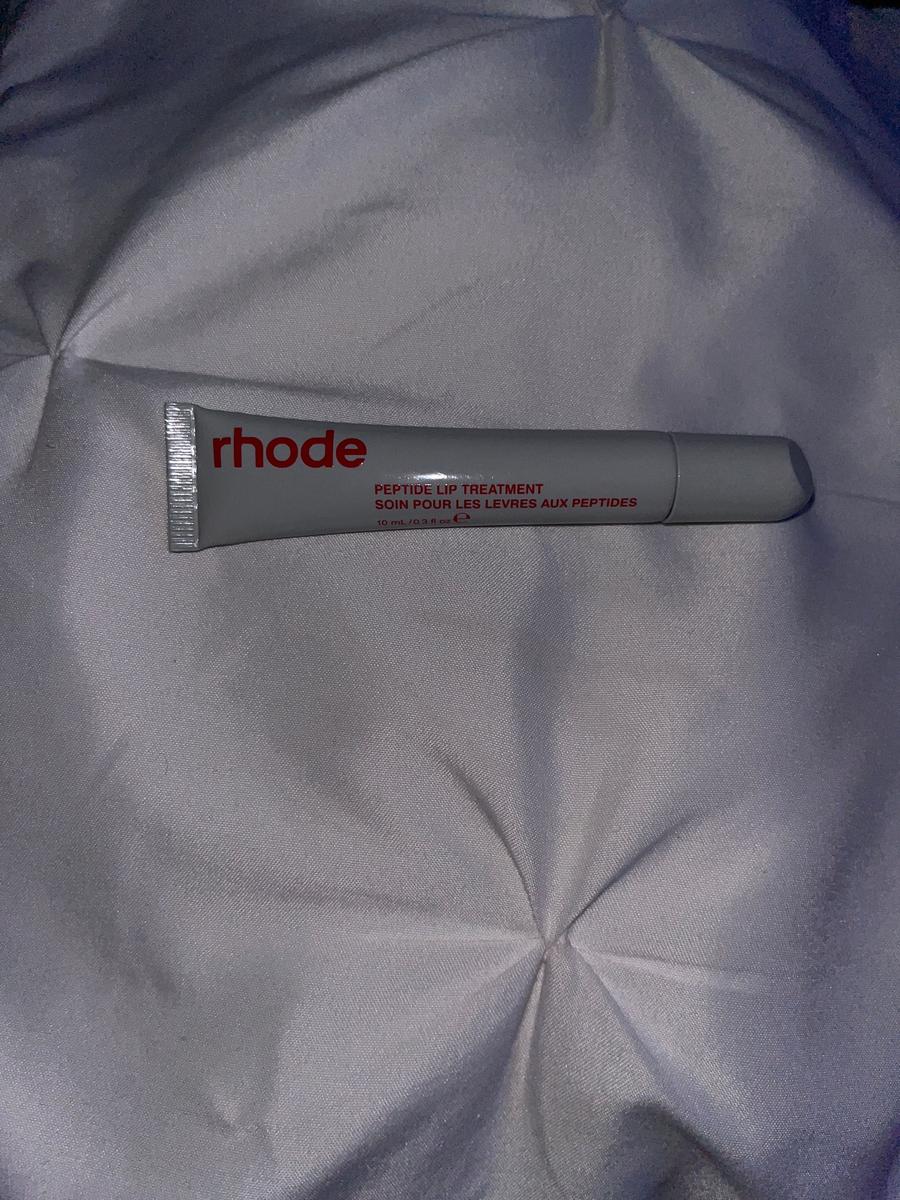 rhode
PEPTIDE LIP TREATMENT
SOIN POUR LES LEVRES AUX PEPTIDES
10 mL / 0.3 fl oz ℮